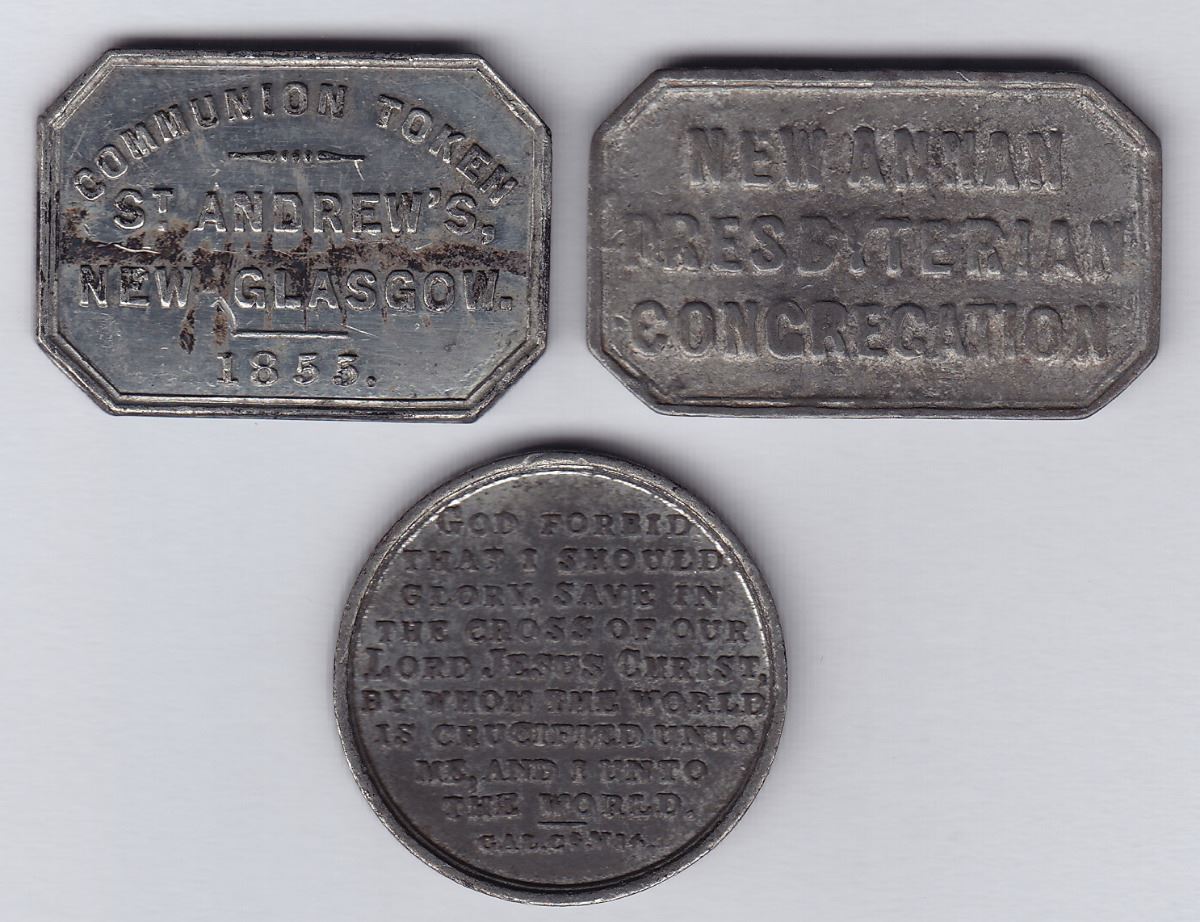 COMMUNION TOKEN
ST ANDREW'S,
NEW GLASGOW.
1855.
NEW ANNAN
PRESBYTERIAN
CONGREGATION
GOD FORBID
THAT I SHOULD
GLORY. SAVE IN
THE CROSS OF OUR
LORD JESUS CHRIST,
BY WHOM THE WORLD
IS CRUCIFIED UNTO
ME, AND I UNTO
THE WORLD.
GAL.